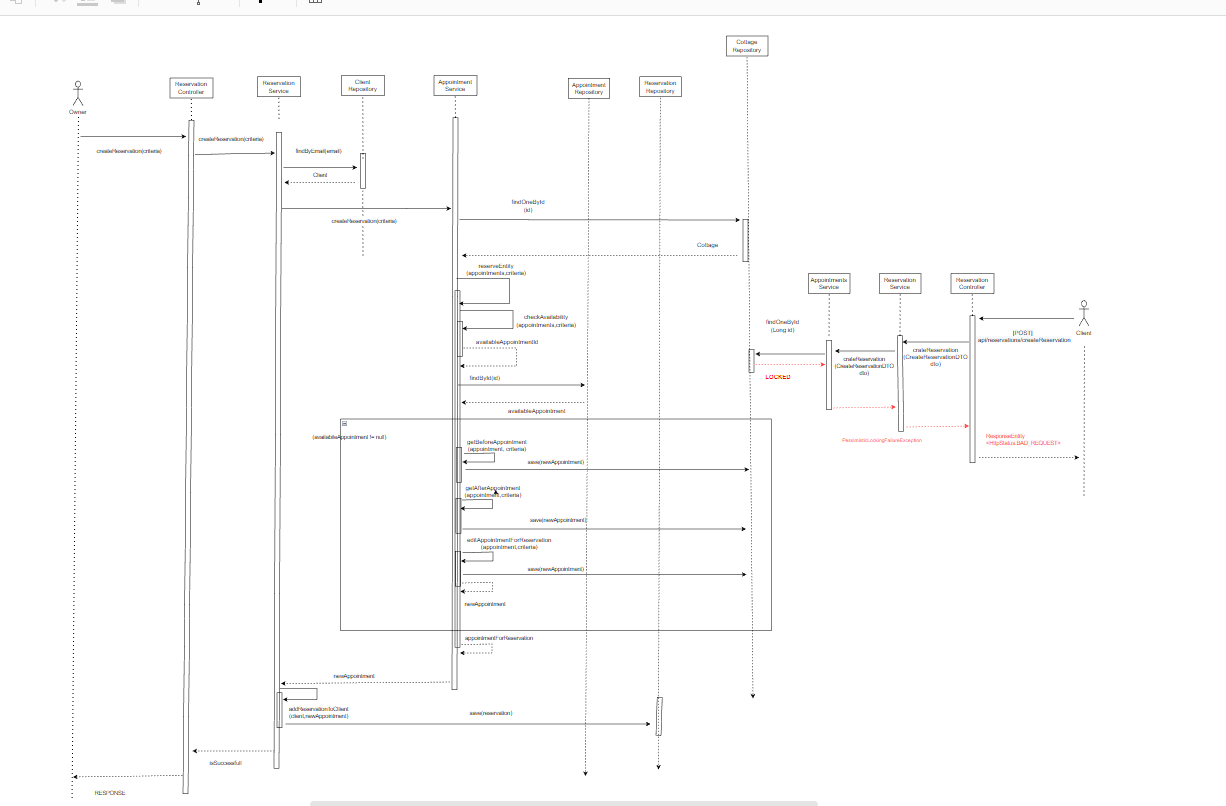 Cottage
Repository
Owner
Reservation
Controller
Reservation
Service
Client
Repository
Appointment
Service
Appointment
Repository
Reservation
Repository
createReservation(criteria)
createReservation(criteria)
findByEmail(email)
Client
createReservation(criteria)
findOneById
(id)
Cottage
reserveEntity
(appointments,criteria)
checkAvailability
(appointments,criteria)
availableAppointmentId
findById(id)
availableAppointment
(availableAppointment != null)
getBeforeAppointment
(appointment, criteria)
save(newAppointment)
getAfterAppointment
(appointment,criteria)
save(newAppointment)
editAppointmentForReservation
(appointment,criteria)
save(newAppointment)
newAppointment
appointmentForReservation
newAppointment
addReservationToClient
(client,newAppointment)
save(reservation)
isSuccessfull
RESPONSE
Appointments
Service
Reservation
Service
Reservation
Controller
Client
[POST]
api/reservations/createReservation
findOneById
(Long id)
LOCKED
crateReservation
(CreateReservationDTO
dto)
crateReservation
(CreateReservationDTO
dto)
PessimisticLockingFailureException
ResponseEntity
<HttpStatus.BAD_REQUEST>